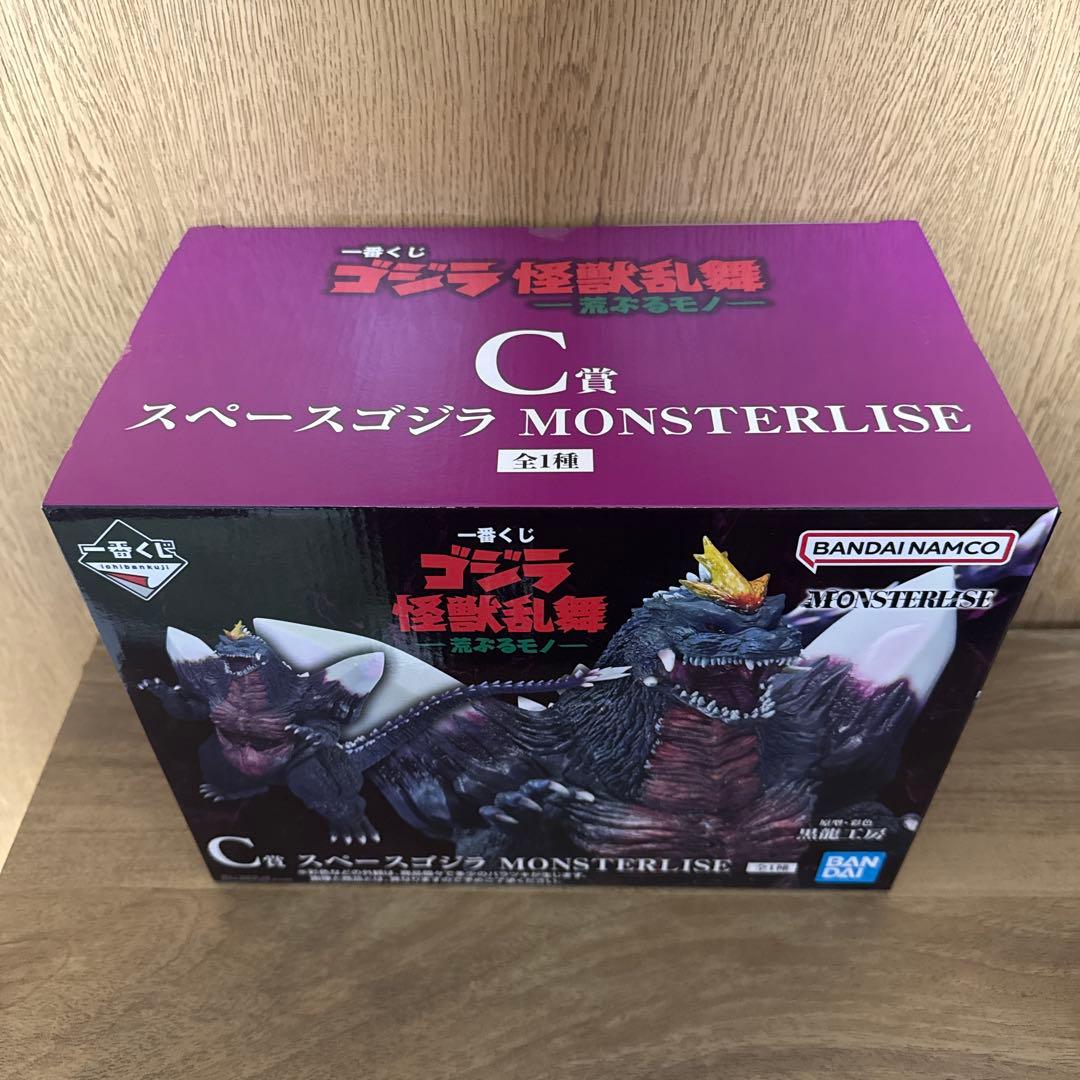 一番くじ
ゴジラ 怪獣乱舞
―荒ぶるモノ―
C賞
スペースゴジラ MONSTERLISE
全1種
一番くじ
ichibankuji
一番くじ
ゴジラ
怪獣乱舞
―荒ぶるモノ―
BANDAI NAMCO
MONSTERLISE
原型・彩色
黒龍工房
C賞 スペースゴジラ MONSTERLISE 全1種
BAN
DAI